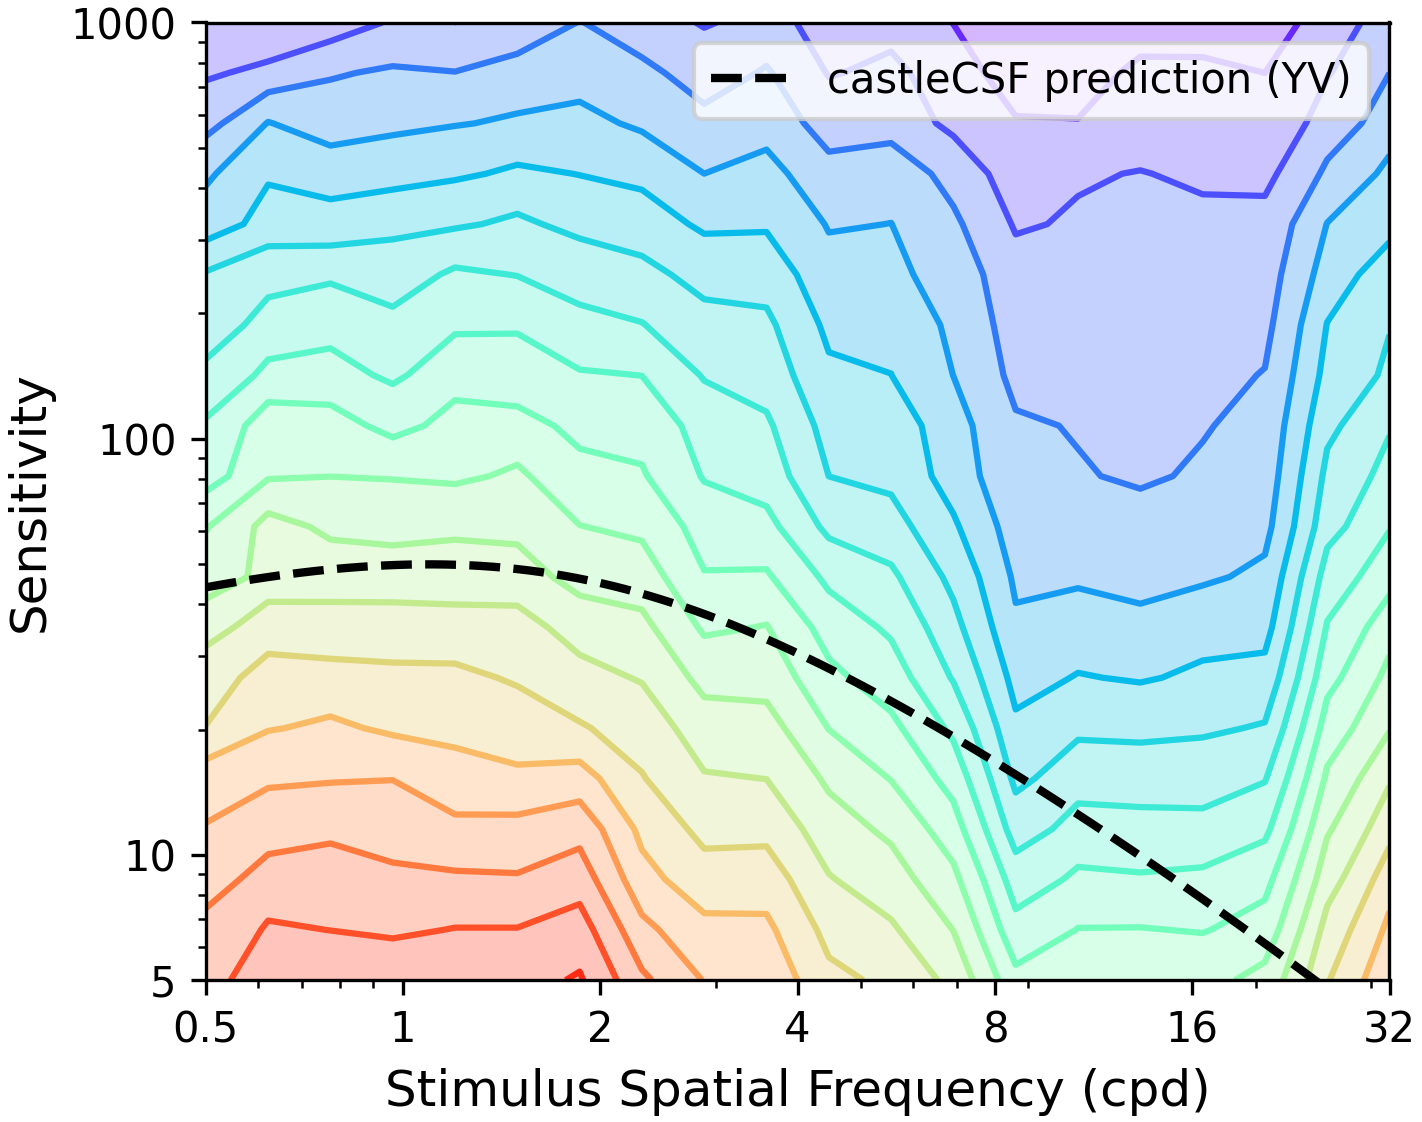 1000
castleCSF prediction (YV)
Sensitivity
100
10
5
0.5 1 2 4 8 16 32
Stimulus Spatial Frequency (cpd)